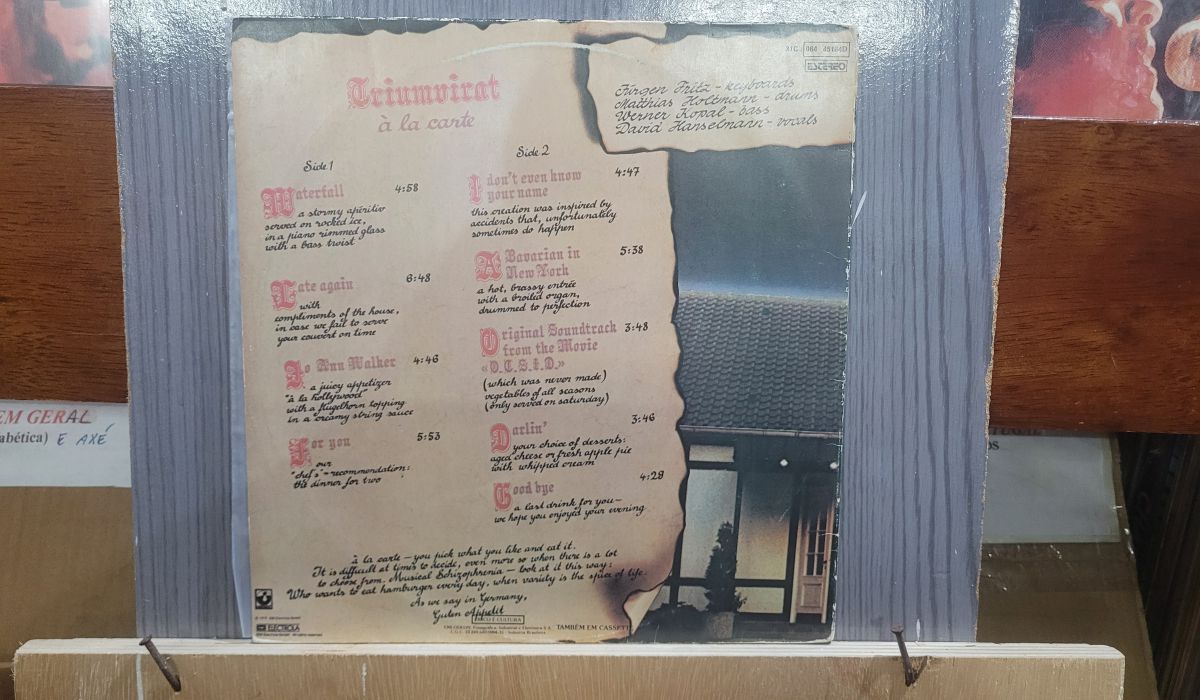 Triumvirat
à la carte
Side 1
Waterfall 4:58
a stormy apéritiv
served on rocked ice,
in a piano rimmed glass
with a bass twist
Late again 6:48
with
compliments of the house,
in case we fail to serve
your couvert on time
Jo Ann Walker 4:46
a juicy appetizer
"à la hollywood"
with a flugelhorn topping
in a creamy string sauce
For you 5:53
our
"chef's"-recommendation:
the dinner for two
Side 2
I don't even know 4:47
your name
this creation was inspired by
accidents that, unfortunately
sometimes do happen
A Bavarian in 5:38
New York
a hot, brassy entrée
with a broiled organ,
drummed to perfection
Original Soundtrack 3:48
from the Movie
«O.C.S.I.D.»
(which was never made)
vegetables of all seasons
(only served on saturday)
Darlin' 3:46
your choice of desserts:
aged cheese or fresh apple pie
with whipped cream
Good bye 4:28
a last drink for you-
we hope you enjoyed your evening
à la carte - you pick what you like and eat it.
It is difficult at times to decide, even more so when there is a lot
to choose from. Musical Schizophrenia - look at it this way:
Who wants to eat hamburger every day, when variety is the spice of life.
As we say in Germany,
Guten Appetit
ELECTROLA
DISCO É CULTURA
TAMBÉM EM CASSETE
XIC 064 45184D
ESTÉREO
Jürgen Fritz - keyboards
Matthias Holtmann - drums
Werner Kopal - bass
David Hanselmann - vocals
EM GERAL
abética) E AXÉ